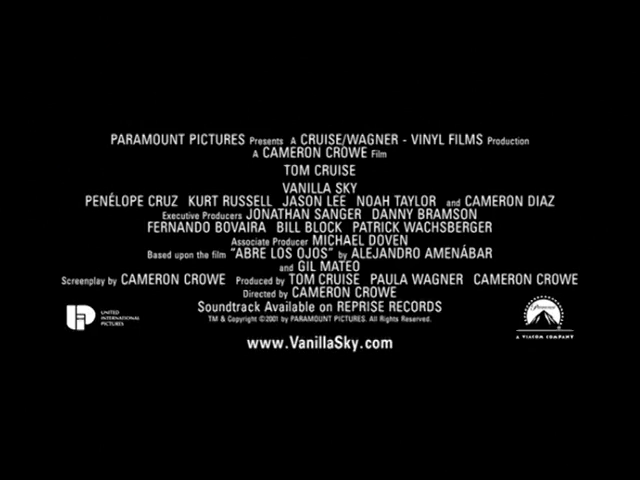 PARAMOUNT PICTURES Presents A CRUISE/WAGNER - VINYL FILMS Production
A CAMERON CROWE Film
TOM CRUISE
VANILLA SKY
PENÉLOPE CRUZ KURT RUSSELL JASON LEE NOAH TAYLOR and CAMERON DIAZ
Executive Producers JONATHAN SANGER DANNY BRAMSON
FERNANDO BOVAIRA BILL BLOCK PATRICK WACHSBERGER
Associate Producer MICHAEL DOVEN
Based upon the film "ABRE LOS OJOS" by ALEJANDRO AMENÁBAR
and GIL MATEO
Screenplay by CAMERON CROWE Produced by TOM CRUISE PAULA WAGNER CAMERON CROWE
Directed by CAMERON CROWE
Soundtrack Available on REPRISE RECORDS
TM & Copyright ©2001 by PARAMOUNT PICTURES. All Rights Reserved.
UNITED
INTERNATIONAL
PICTURES
Paramount
A VIACOM COMPANY
www.VanillaSky.com